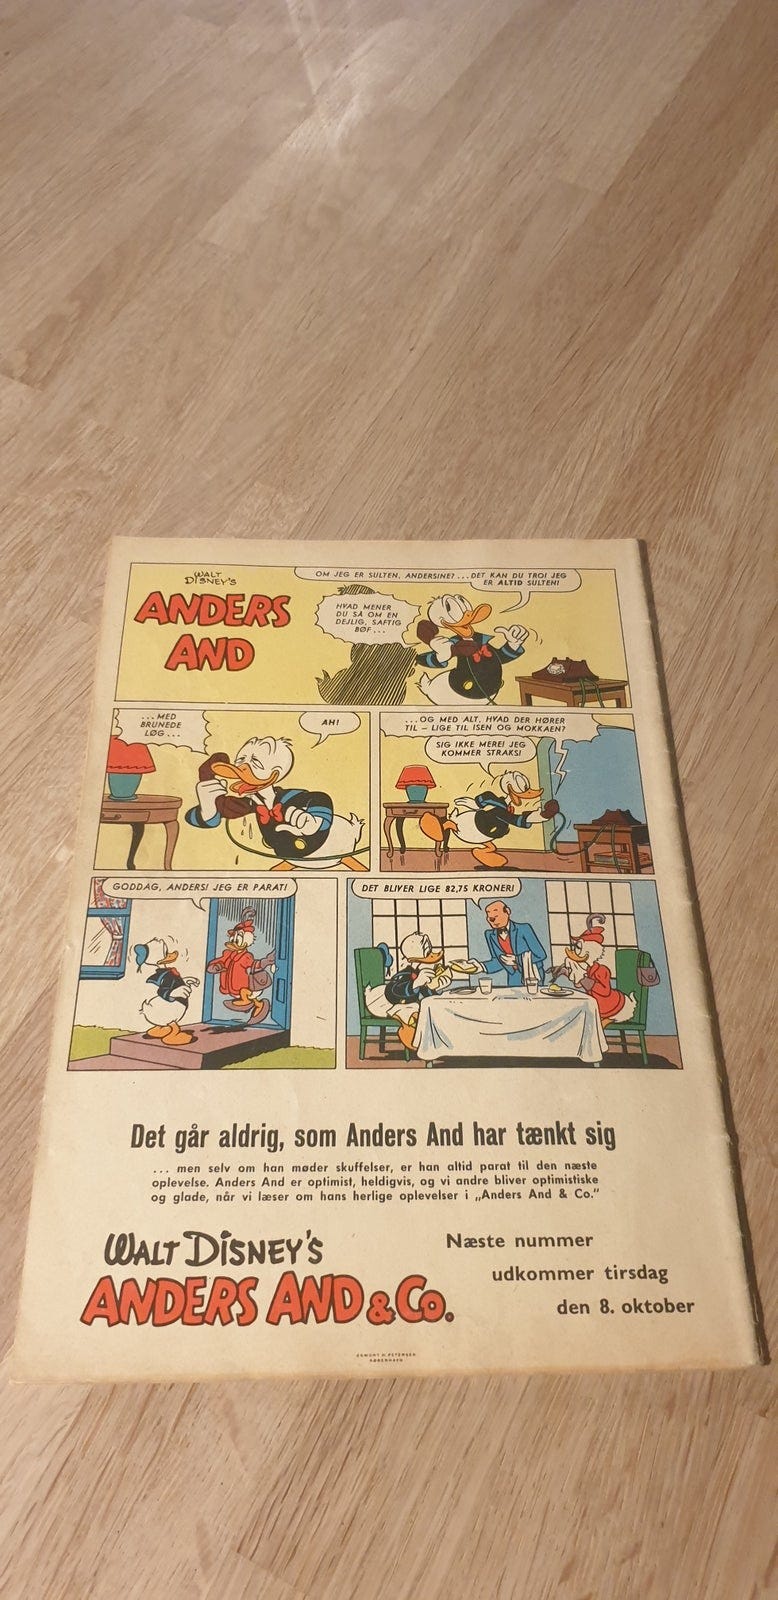 WALT
DISNEY'S
ANDERS
AND
OM JEG ER SULTEN, ANDERSINE? ...DET KAN DU TRO! JEG
ER ALTID SULTEN!
HVAD MENER
DU SÅ OM EN
DEJLIG, SAFTIG
BØF...
...MED
BRUNEDE
LØG...
AH!
...OG MED ALT, HVAD DER HØRER
TIL – LIGE TIL ISEN OG MOKKAEN?
SIG IKKE MERE! JEG
KOMMER STRAKS!
GODDAG, ANDERS! JEG ER PARAT!
DET BLIVER LIGE 82,75 KRONER!
Det går aldrig, som Anders And har tænkt sig
... men selv om han møder skuffelser, er han altid parat til den næste
oplevelse. Anders And er optimist, heldigvis, og vi andre bliver optimistiske
og glade, når vi læser om hans herlige oplevelser i „Anders And & Co."
WALT DISNEY'S
ANDERS AND & Co.
Næste nummer
udkommer tirsdag
den 8. oktober
EGMONT H. PETERSEN
KØBENHAVN